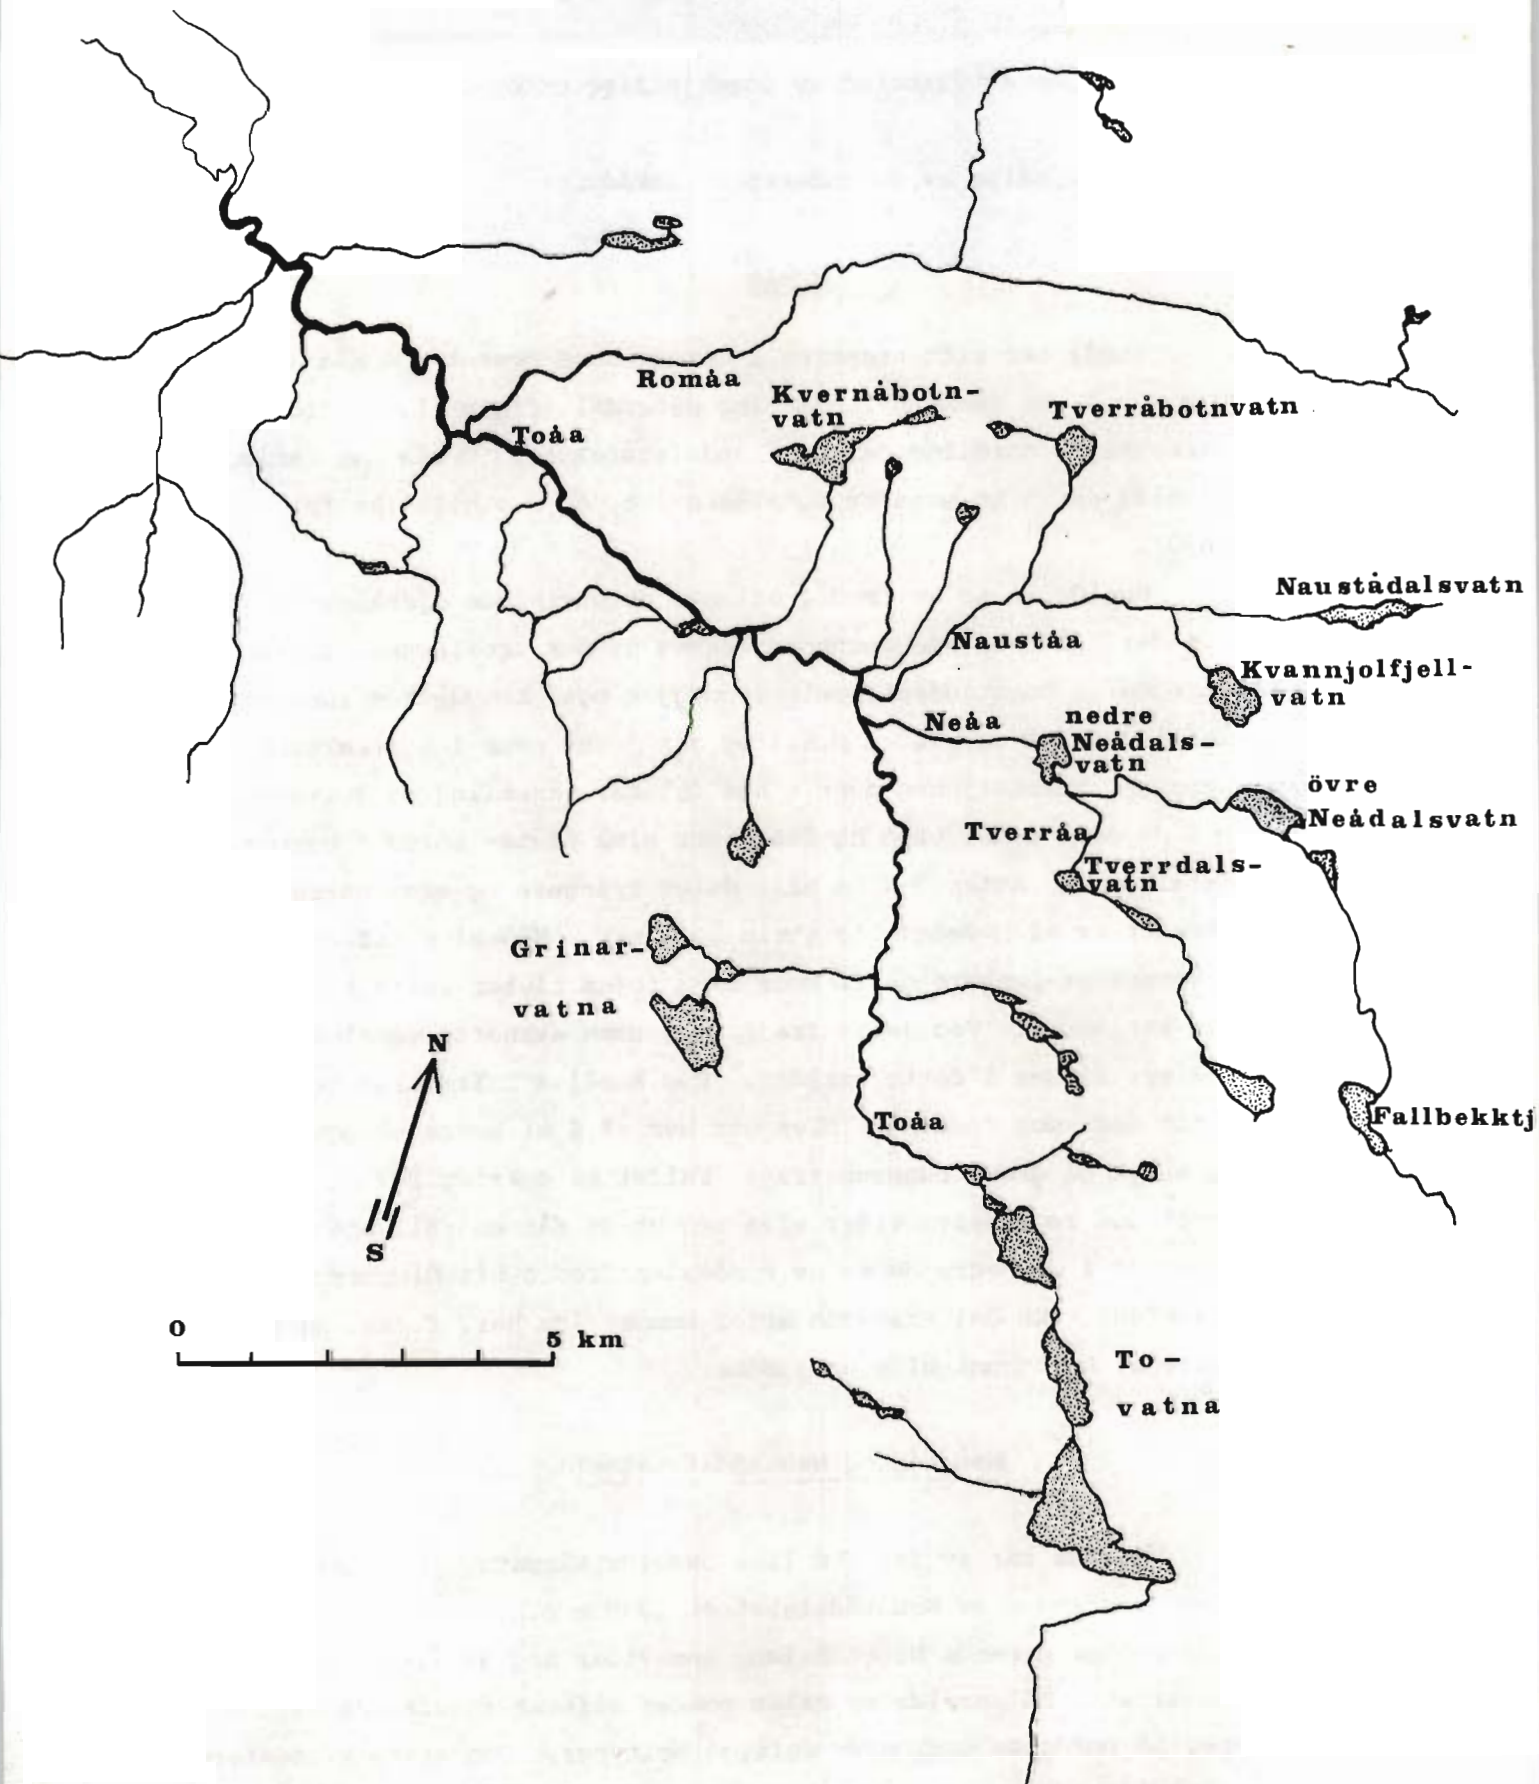 Romåa
Kvernåbotn-
vatn
Tverråbotnvatn
Toåa
Naustådalsvatn
Nauståa
Kvannjolfjell-
vatn
Neåa
nedre
Neådals-
vatn
övre
Neådalsvatn
Tverråa
Tverrdals-
vatn
Grinar-
vatna
N
S
Toåa
Fallbekktj
0 5 km
To-
vatna